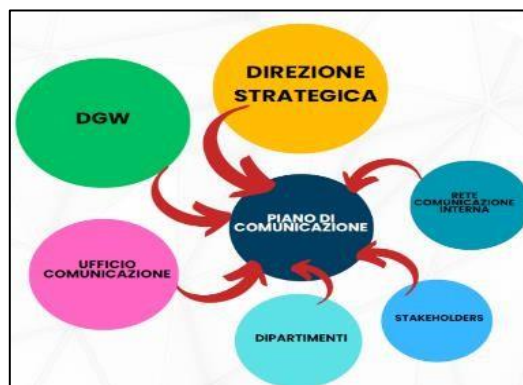 DIREZIONE
STRATEGICA
DGW
RETE
COMUNICAZIONE
INTERNA
PIANO DI
COMUNICAZIONE
UFFICIO
COMUNICAZIONE
STAKEHOLDERS
DIPARTIMENTI